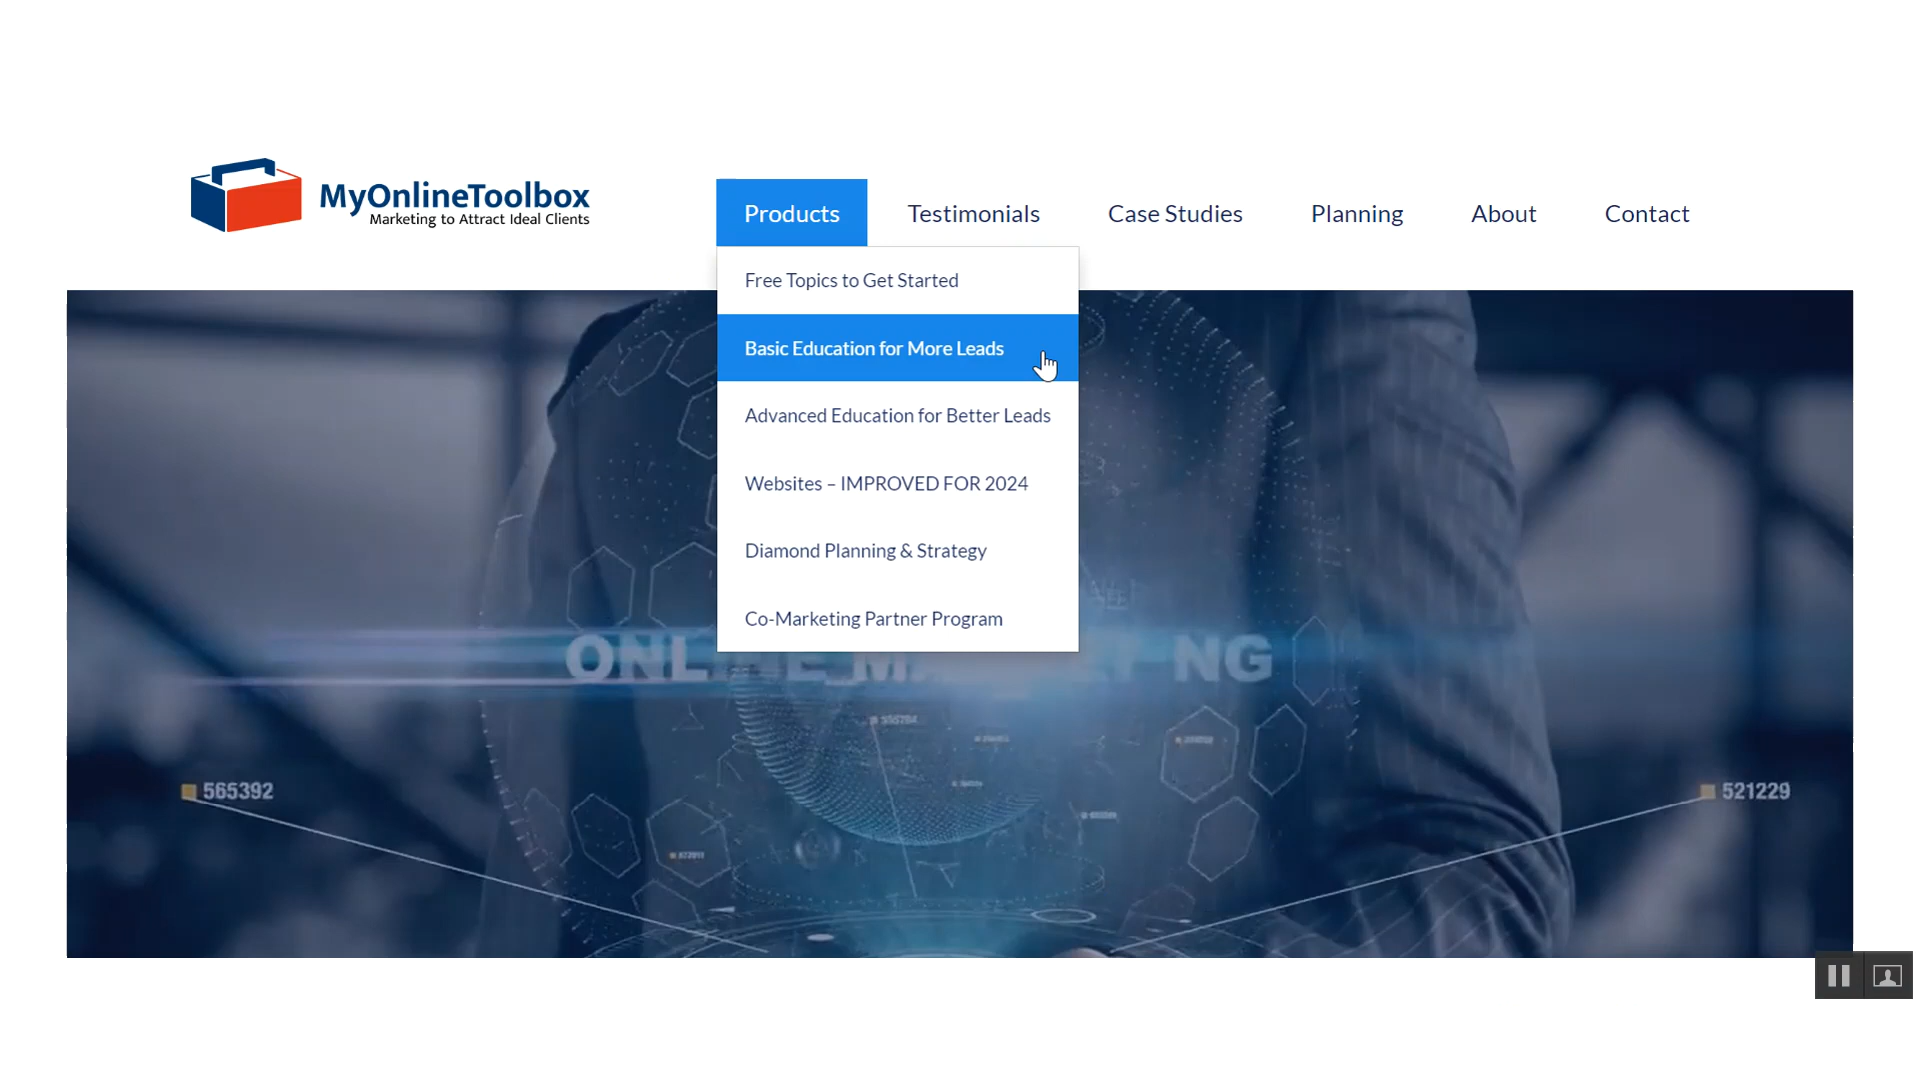 MyOnlineToolbox
Marketing to Attract Ideal Clients
Products
Testimonials
Case Studies
Planning
About
Contact
Free Topics to Get Started
Basic Education for More Leads
Advanced Education for Better Leads
Websites – IMPROVED FOR 2024
Diamond Planning & Strategy
Co-Marketing Partner Program
565392
521229